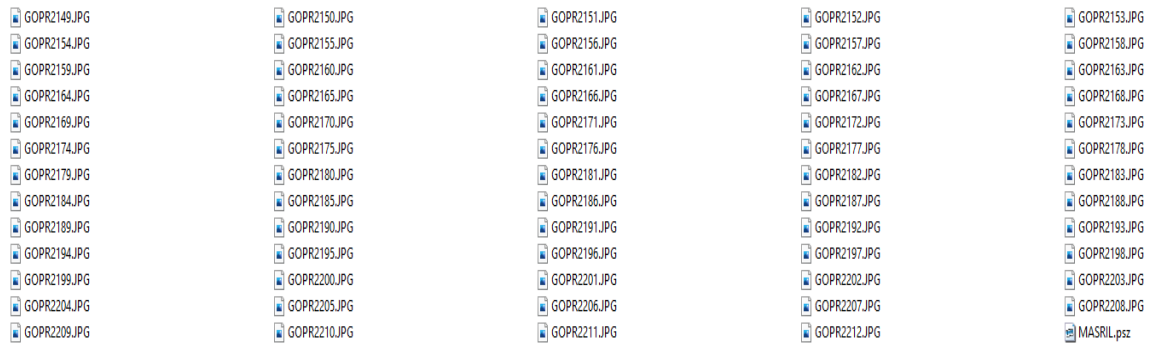 GOPR2149.JPG GOPR2150.JPG GOPR2151.JPG GOPR2152.JPG GOPR2153.JPG
GOPR2154.JPG GOPR2155.JPG GOPR2156.JPG GOPR2157.JPG GOPR2158.JPG
GOPR2159.JPG GOPR2160.JPG GOPR2161.JPG GOPR2162.JPG GOPR2163.JPG
GOPR2164.JPG GOPR2165.JPG GOPR2166.JPG GOPR2167.JPG GOPR2168.JPG
GOPR2169.JPG GOPR2170.JPG GOPR2171.JPG GOPR2172.JPG GOPR2173.JPG
GOPR2174.JPG GOPR2175.JPG GOPR2176.JPG GOPR2177.JPG GOPR2178.JPG
GOPR2179.JPG GOPR2180.JPG GOPR2181.JPG GOPR2182.JPG GOPR2183.JPG
GOPR2184.JPG GOPR2185.JPG GOPR2186.JPG GOPR2187.JPG GOPR2188.JPG
GOPR2189.JPG GOPR2190.JPG GOPR2191.JPG GOPR2192.JPG GOPR2193.JPG
GOPR2194.JPG GOPR2195.JPG GOPR2196.JPG GOPR2197.JPG GOPR2198.JPG
GOPR2199.JPG GOPR2200.JPG GOPR2201.JPG GOPR2202.JPG GOPR2203.JPG
GOPR2204.JPG GOPR2205.JPG GOPR2206.JPG GOPR2207.JPG GOPR2208.JPG
GOPR2209.JPG GOPR2210.JPG GOPR2211.JPG GOPR2212.JPG MASRIL.psz